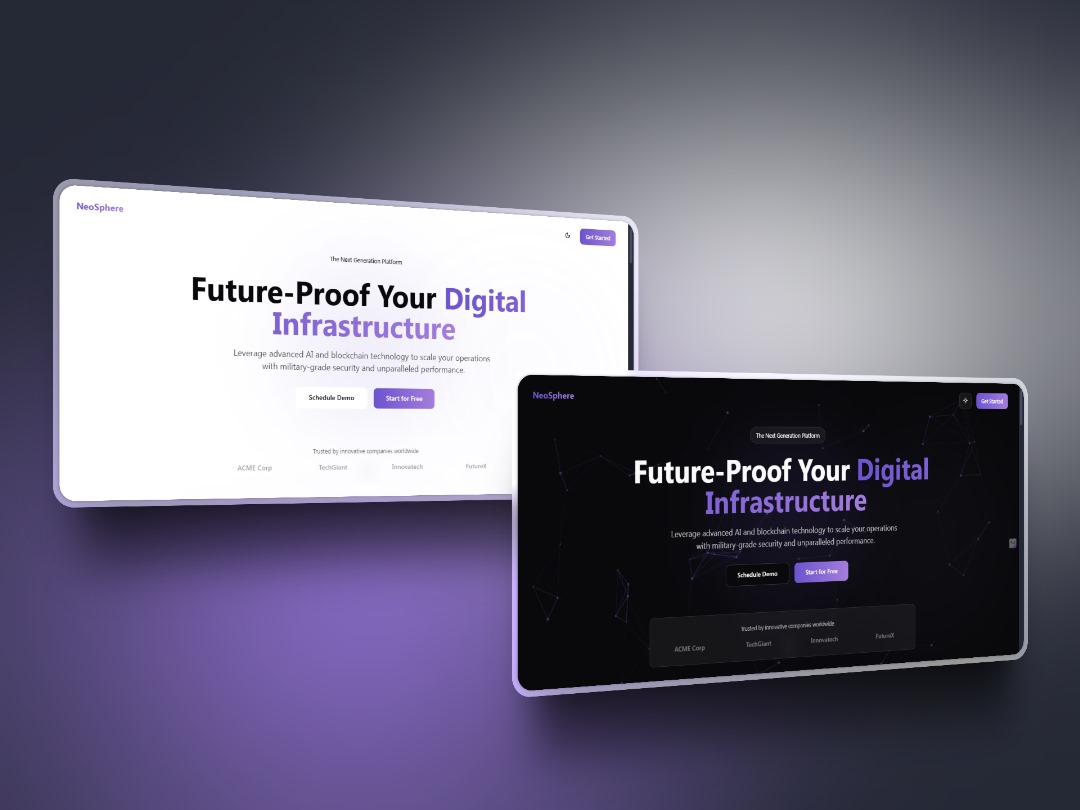 NeoSphere
Get Started
The Next Generation Platform
Future-Proof Your Digital
Infrastructure
Leverage advanced AI and blockchain technology to scale your operations
with military-grade security and unparalleled performance.
Schedule Demo
Start for Free
Trusted by innovative companies worldwide
ACME Corp
TechGiant
Innovatech
FutureX
NeoSphere
Get Started
The Next Generation Platform
Future-Proof Your Digital
Infrastructure
Leverage advanced AI and blockchain technology to scale your operations
with military-grade security and unparalleled performance.
Schedule Demo
Start for Free
Trusted by innovative companies worldwide
ACME Corp
TechGiant
Innovatech
FutureX